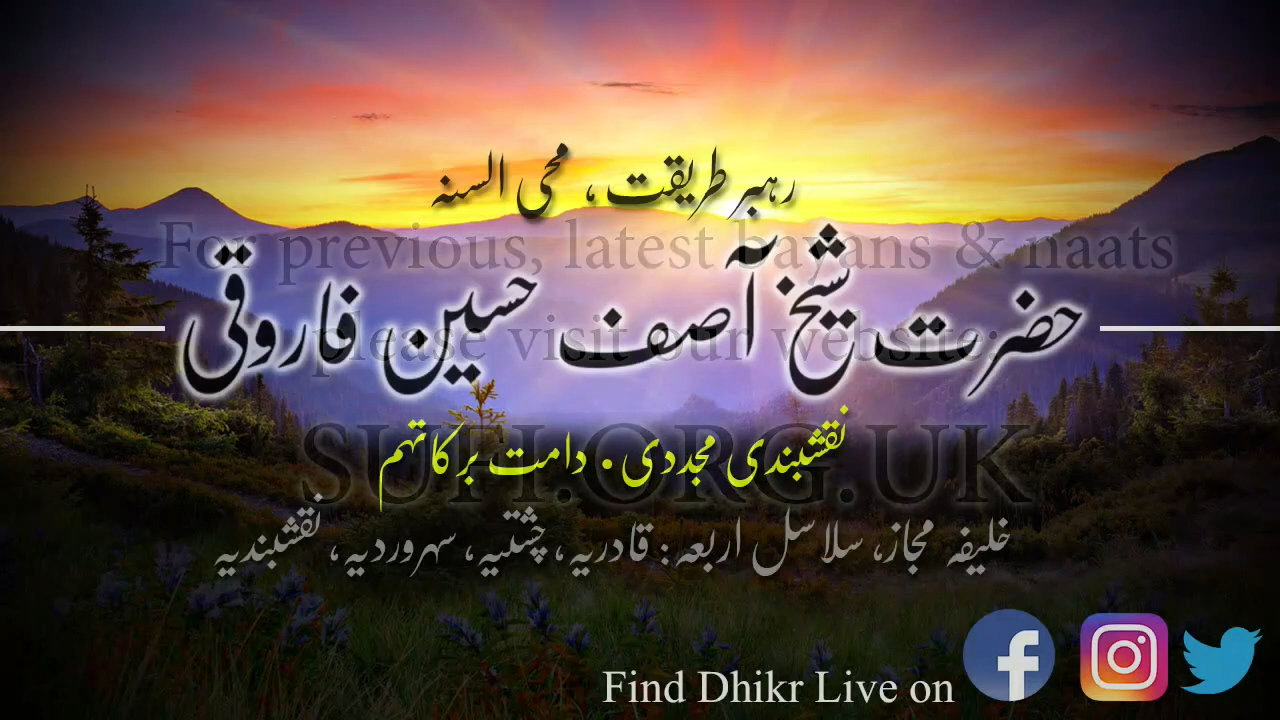 رہبر طریقت، محی السنہ
For previous, latest bayans & naats
حضرت شیخ آصف حسین فاروقی
please visit our website:
نقشبندی مجددی • دامت برکاتہم
SUFI.ORG.UK
خلیفہ مجاز، سلاسل اربعہ: قادریہ، چشتیہ، سہروردیہ، نقشبندیہ
Find Dhikr Live on